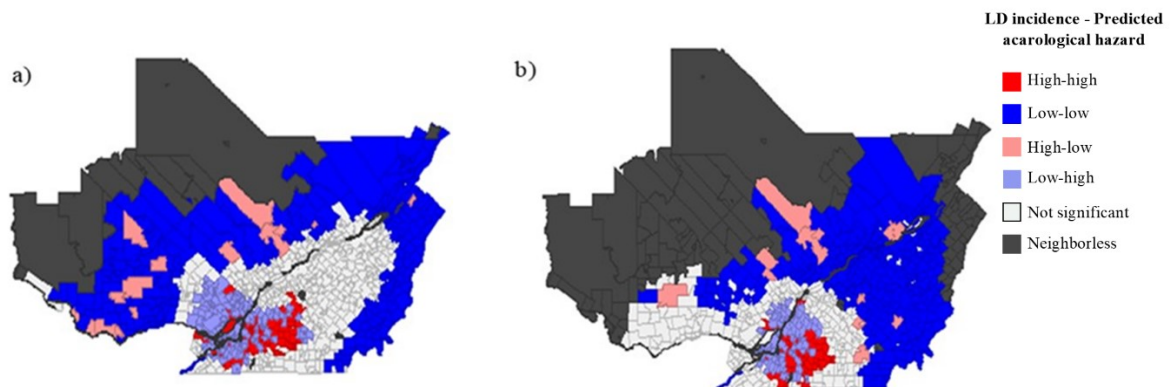 a)
b)
LD incidence - Predicted
acarological hazard
High-high
Low-low
High-low
Low-high
Not significant
Neighborless